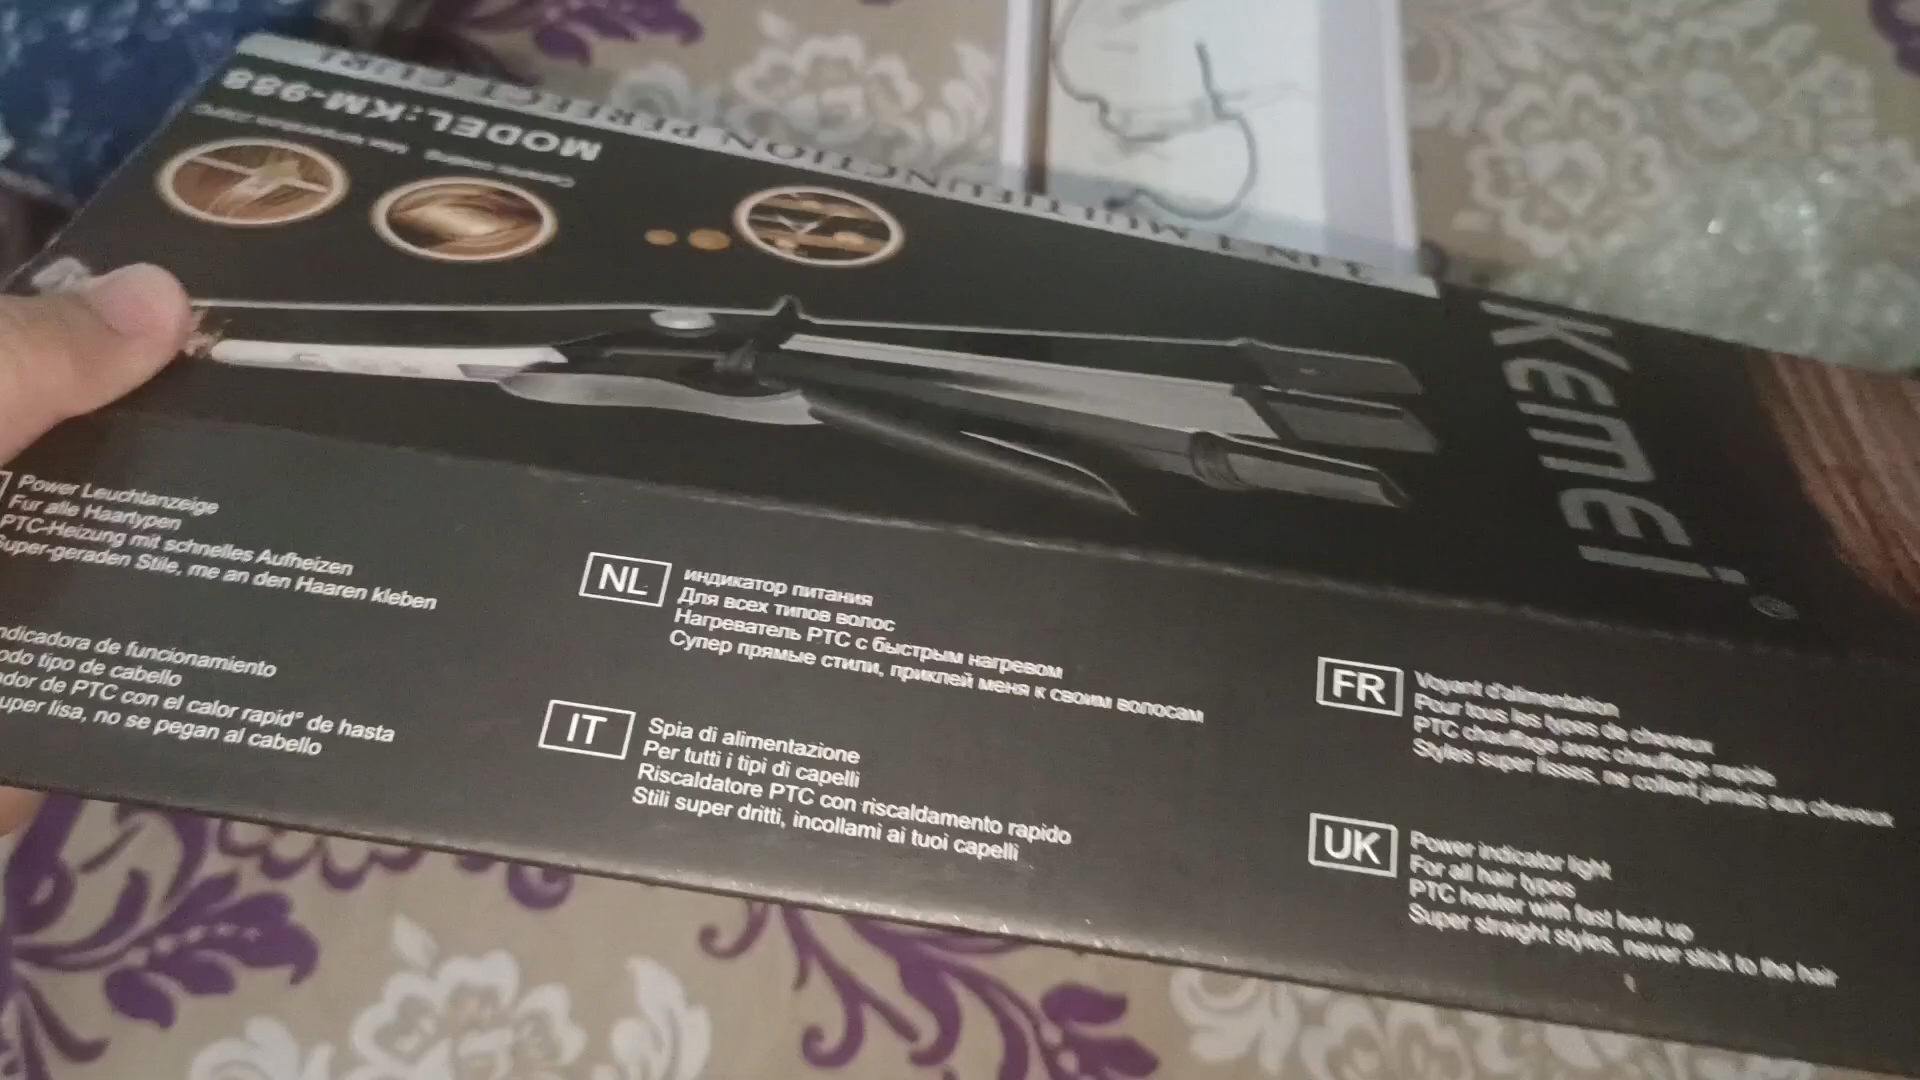 3 IN 1 MULTIFUNCTION PERFECT CURL
MODEL:KM-988
Ceramic coating
Kemei®
Power Leuchtanzeige
Für alle Haartypen
PTC-Heizung mit schnelles Aufheizen
Super-geraden Stile, me an den Haaren kleben
ndicadora de funcionamiento
odo tipo de cabello
ador de PTC con el calor rapid° de hasta
uper lisa, no se pegan al cabello
NL
индикатор питания
Для всех типов волос
Нагреватель PTC с быстрым нагревом
Супер прямые стили, приклей меня к своим волосам
IT
Spia di alimentazione
Per tutti i tipi di capelli
Riscaldatore PTC con riscaldamento rapido
Stili super dritti, incollami ai tuoi capelli
FR
Voyant d'alimentation
Pour tous les types de cheveux
PTC chauffage avec chauffage rapide
Styles super lisses, ne collent jamais aux cheveux
UK
Power indicator light
For all hair types
PTC heater with fast heat up
Super straight styles, never stick to the hair